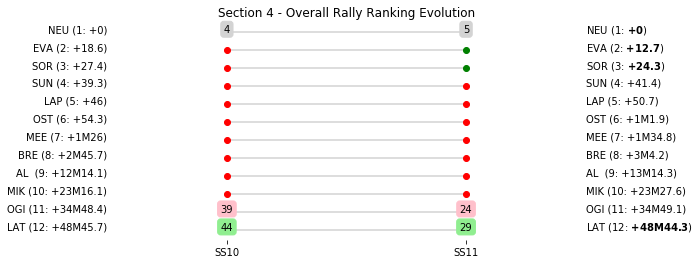 Section 4 - Overall Rally Ranking Evolution
NEU (1: +0) 4 5 NEU (1: +0)
EVA (2: +18.6) EVA (2: +12.7)
SOR (3: +27.4) SOR (3: +24.3)
SUN (4: +39.3) SUN (4: +41.4)
LAP (5: +46) LAP (5: +50.7)
OST (6: +54.3) OST (6: +1M1.9)
MEE (7: +1M26) MEE (7: +1M34.8)
BRE (8: +2M45.7) BRE (8: +3M4.2)
AL  (9: +12M14.1) AL  (9: +13M14.3)
MIK (10: +23M16.1) MIK (10: +23M27.6)
OGI (11: +34M48.4) 39 24 OGI (11: +34M49.1)
LAT (12: +48M45.7) 44 29 LAT (12: +48M44.3)
SS10 SS11